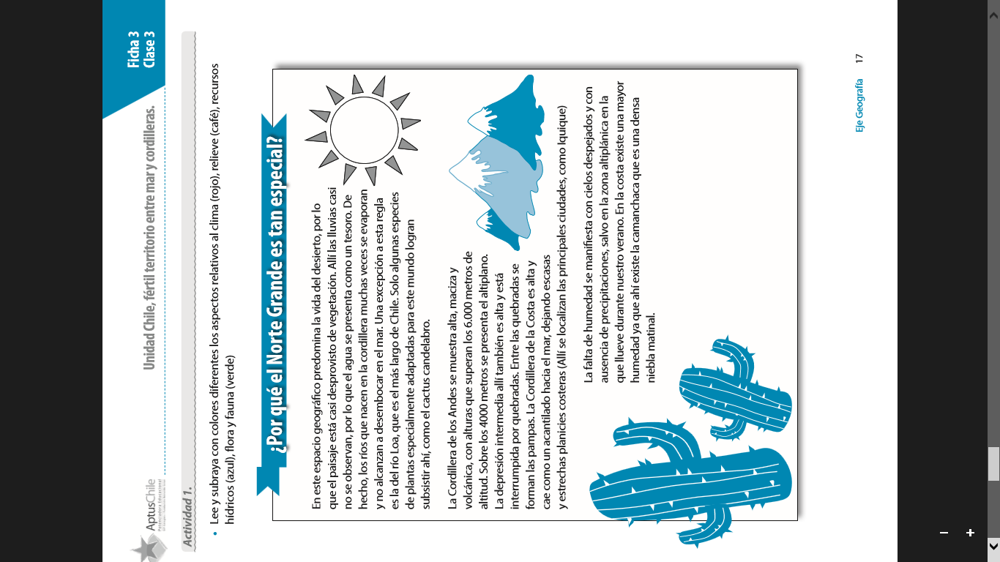 AptusChile
Unidad Chile, fértil territorio entre mar y cordilleras.
Ficha 3
Clase 3
Actividad 1.
• Lee y subraya con colores diferentes los aspectos relativos al clima (rojo), relieve (café), recursos
hídricos (azul), flora y fauna (verde)
¿Por qué el Norte Grande es tan especial?
En este espacio geográfico predomina la vida del desierto, por lo
que el paisaje está casi desprovisto de vegetación. Allí las lluvias casi
no se observan, por lo que el agua se presenta como un tesoro. De
hecho, los ríos que nacen en la cordillera muchas veces se evaporan
y no alcanzan a desembocar en el mar. Una excepción a esta regla
es la del río Loa, que es el más largo de Chile. Solo algunas especies
de plantas especialmente adaptadas para este mundo logran
subsistir ahí, como el cactus candelabro.
La Cordillera de los Andes se muestra alta, maciza y
volcánica, con alturas que superan los 6.000 metros de
altitud. Sobre los 4000 metros se presenta el altiplano.
La depresión intermedia allí también es alta y está
interrumpida por quebradas. Entre las quebradas se
forman las pampas. La Cordillera de la Costa es alta y
cae como un acantilado hacia el mar, dejando escasas
y estrechas planicies costeras (Allí se localizan las principales ciudades, como Iquique)
La falta de humedad se manifiesta con cielos despejados y con
ausencia de precipitaciones, salvo en la zona altiplánica en la
que llueve durante nuestro verano. En la costa existe una mayor
humedad ya que ahí existe la camanchaca que es una densa
niebla matinal.
Eje Geografía 17